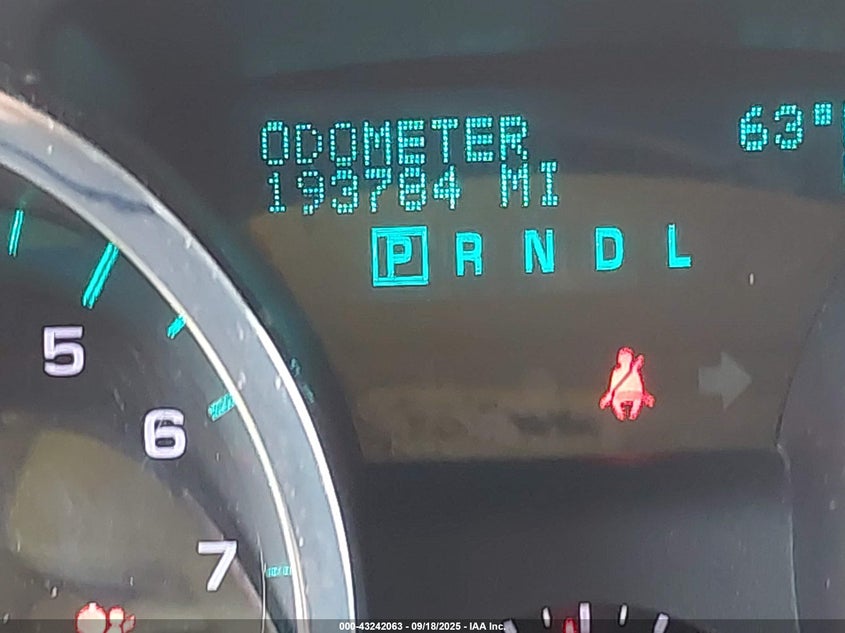 ODOMETER
63°
193784 MI
P R N D L
5
6
7
000-43242063 - 09/18/2025 - IAA Inc.